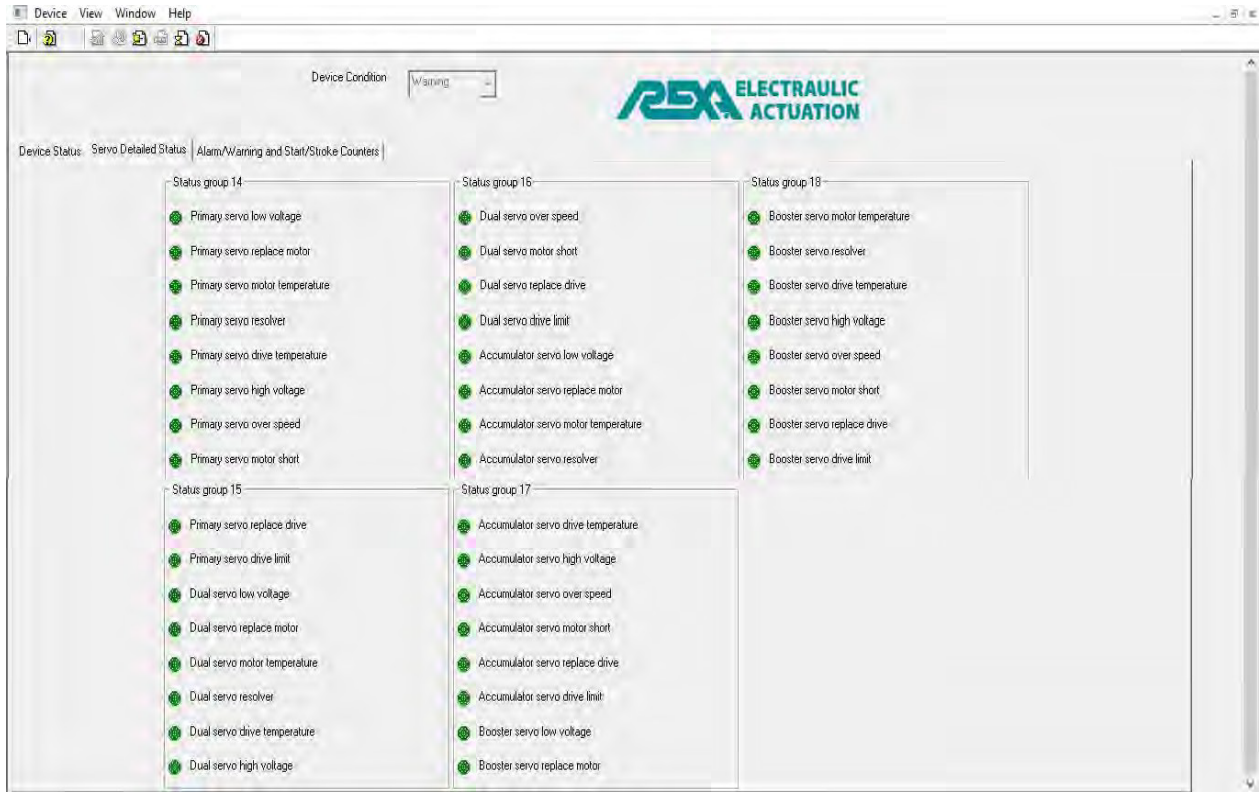 Device View Window Help
Device Condition
Warning
REXA ELECTRAULIC
ACTUATION
Device Status Servo Detailed Status Alarm/Warning and Start/Stroke Counters
Status group 14
Primary servo low voltage
Primary servo replace motor
Primary servo motor temperature
Primary servo resolver
Primary servo drive temperature
Primary servo high voltage
Primary servo over speed
Primary servo motor short
Status group 16
Dual servo over speed
Dual servo motor short
Dual servo replace drive
Dual servo drive limit
Accumulator servo low voltage
Accumulator servo replace motor
Accumulator servo motor temperature
Accumulator servo resolver
Status group 18
Booster servo motor temperature
Booster servo resolver
Booster servo drive temperature
Booster servo high voltage
Booster servo over speed
Booster servo motor short
Booster servo replace drive
Booster servo drive limit
Status group 15
Primary servo replace drive
Primary servo drive limit
Dual servo low voltage
Dual servo replace motor
Dual servo motor temperature
Dual servo resolver
Dual servo drive temperature
Dual servo high voltage
Status group 17
Accumulator servo drive temperature
Accumulator servo high voltage
Accumulator servo over speed
Accumulator servo motor short
Accumulator servo replace drive
Accumulator servo drive limit
Booster servo low voltage
Booster servo replace motor